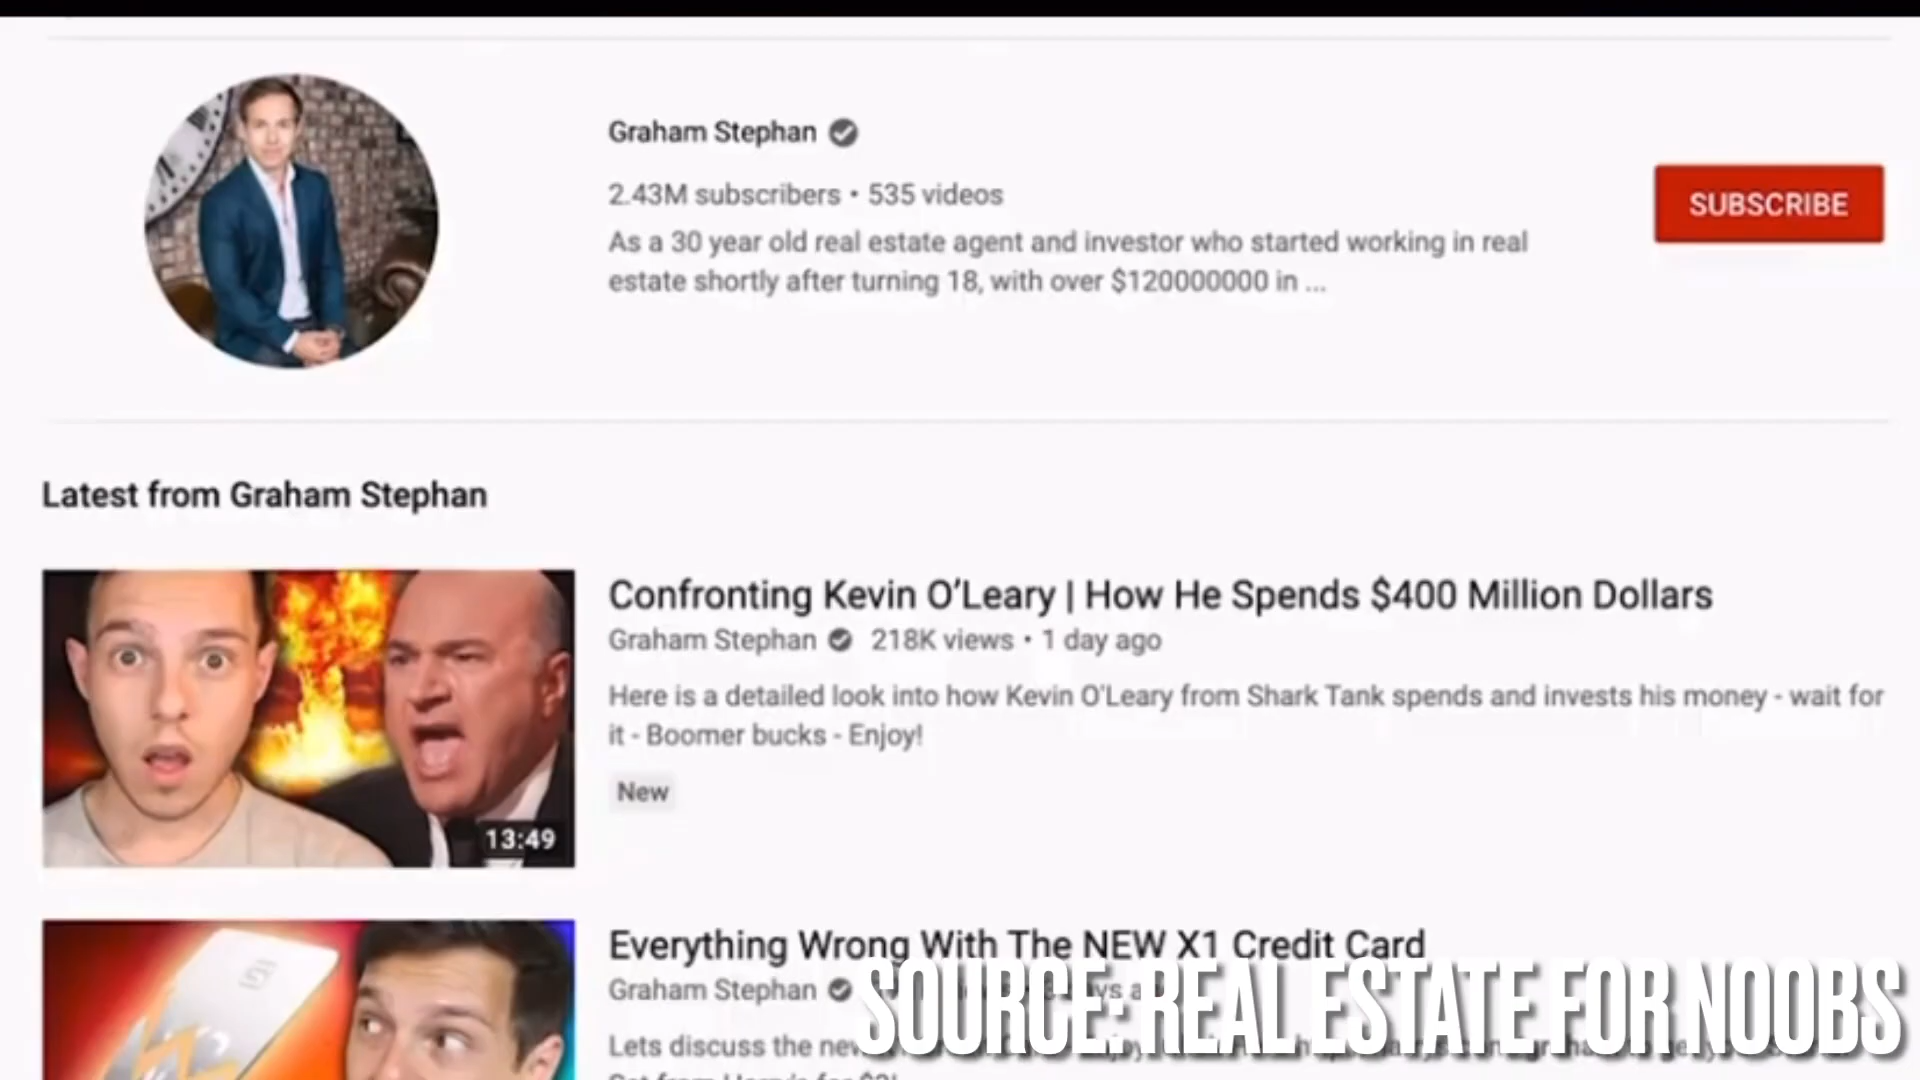 Graham Stephan
2.43M subscribers • 535 videos
SUBSCRIBE
As a 30 year old real estate agent and investor who started working in real
estate shortly after turning 18, with over $120000000 in ...
Latest from Graham Stephan
Confronting Kevin O’Leary | How He Spends $400 Million Dollars
Graham Stephan 218K views • 1 day ago
Here is a detailed look into how Kevin O'Leary from Shark Tank spends and invests his money - wait for
it - Boomer bucks - Enjoy!
New
13:49
Everything Wrong With The NEW X1 Credit Card
Graham Stephan
SOURCE: REAL ESTATE FOR NOOBS
Lets discuss the new